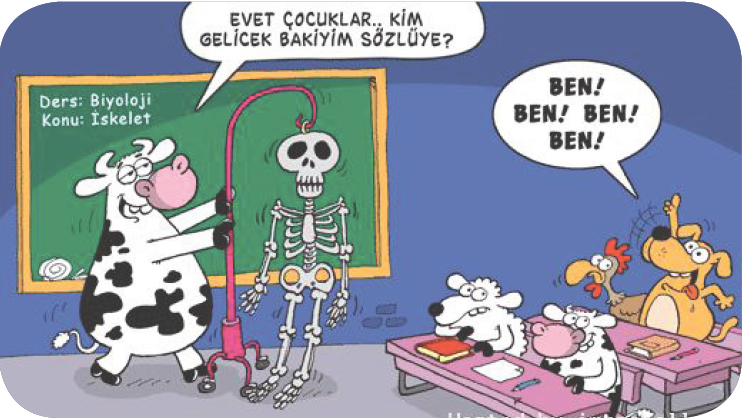 EVET ÇOCUKLAR.. KİM
GELİCEK BAKİYİM SÖZLÜYE?
Ders: Biyoloji
Konu: İskelet
BEN!
BEN! BEN!
BEN!